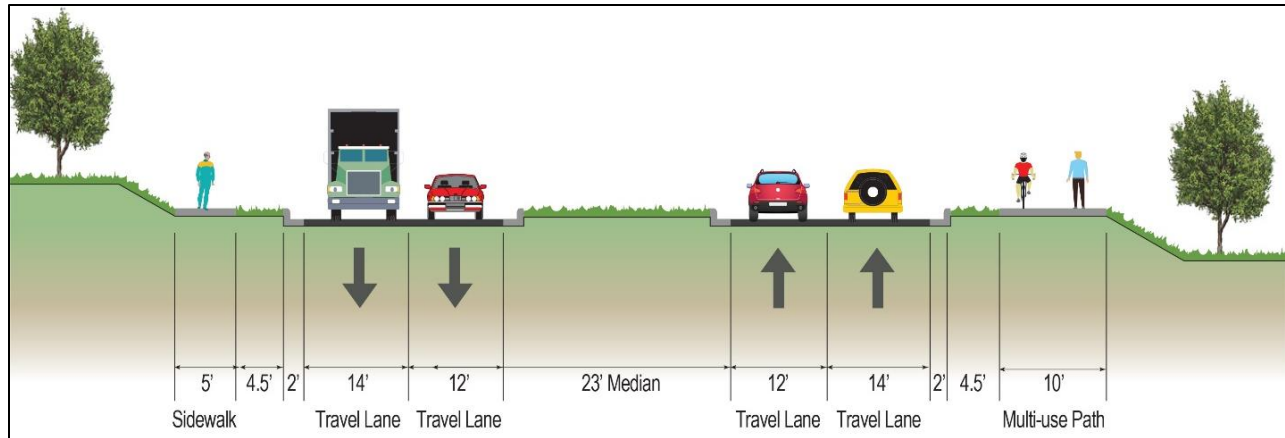 5’ 4.5’ 2’ 14’ 12’ 23’ Median 12’ 14’ 2’ 4.5’ 10’
Sidewalk Travel Lane Travel Lane Travel Lane Travel Lane Multi-use Path